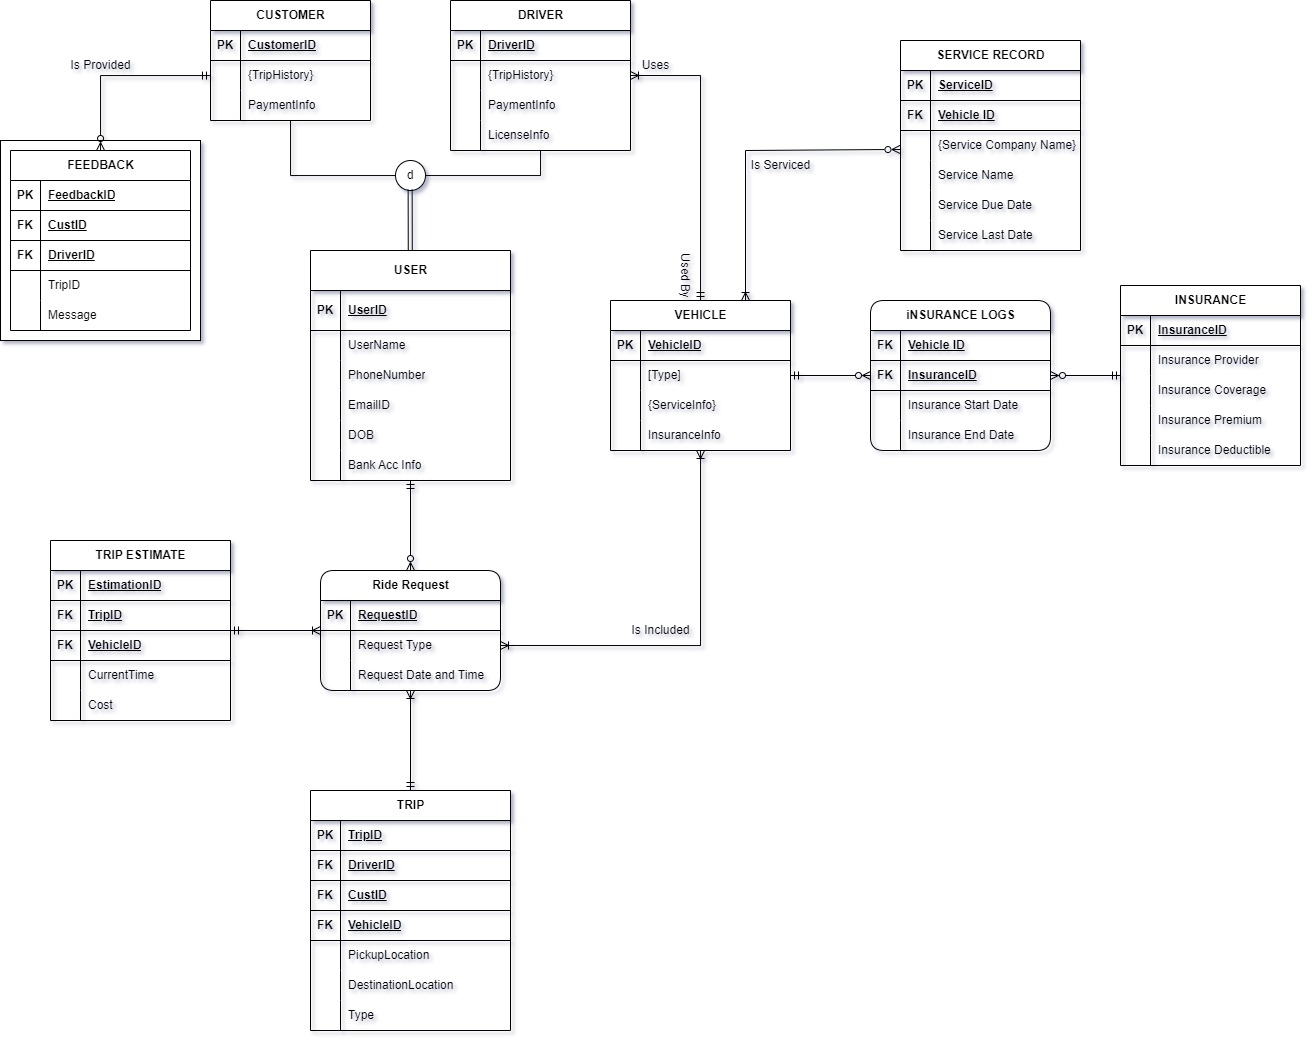 CUSTOMER
PK CustomerID
{TripHistory}
PaymentInfo
DRIVER
PK DriverID
{TripHistory}
PaymentInfo
LicenseInfo
Is Provided
Uses
SERVICE RECORD
PK ServiceID
FK Vehicle ID
{Service Company Name}
Service Name
Service Due Date
Service Last Date
FEEDBACK
PK FeedbackID
FK CustID
FK DriverID
TripID
Message
d
Is Serviced
Used By
USER
PK UserID
UserName
PhoneNumber
EmailID
DOB
Bank Acc Info
VEHICLE
PK VehicleID
[Type]
{ServiceInfo}
InsuranceInfo
iNSURANCE LOGS
FK Vehicle ID
FK InsuranceID
Insurance Start Date
Insurance End Date
INSURANCE
PK InsuranceID
Insurance Provider
Insurance Coverage
Insurance Premium
Insurance Deductible
TRIP ESTIMATE
PK EstimationID
FK TripID
FK VehicleID
CurrentTime
Cost
Ride Request
PK RequestID
Request Type
Request Date and Time
Is Included
TRIP
PK TripID
FK DriverID
FK CustID
FK VehicleID
PickupLocation
DestinationLocation
Type